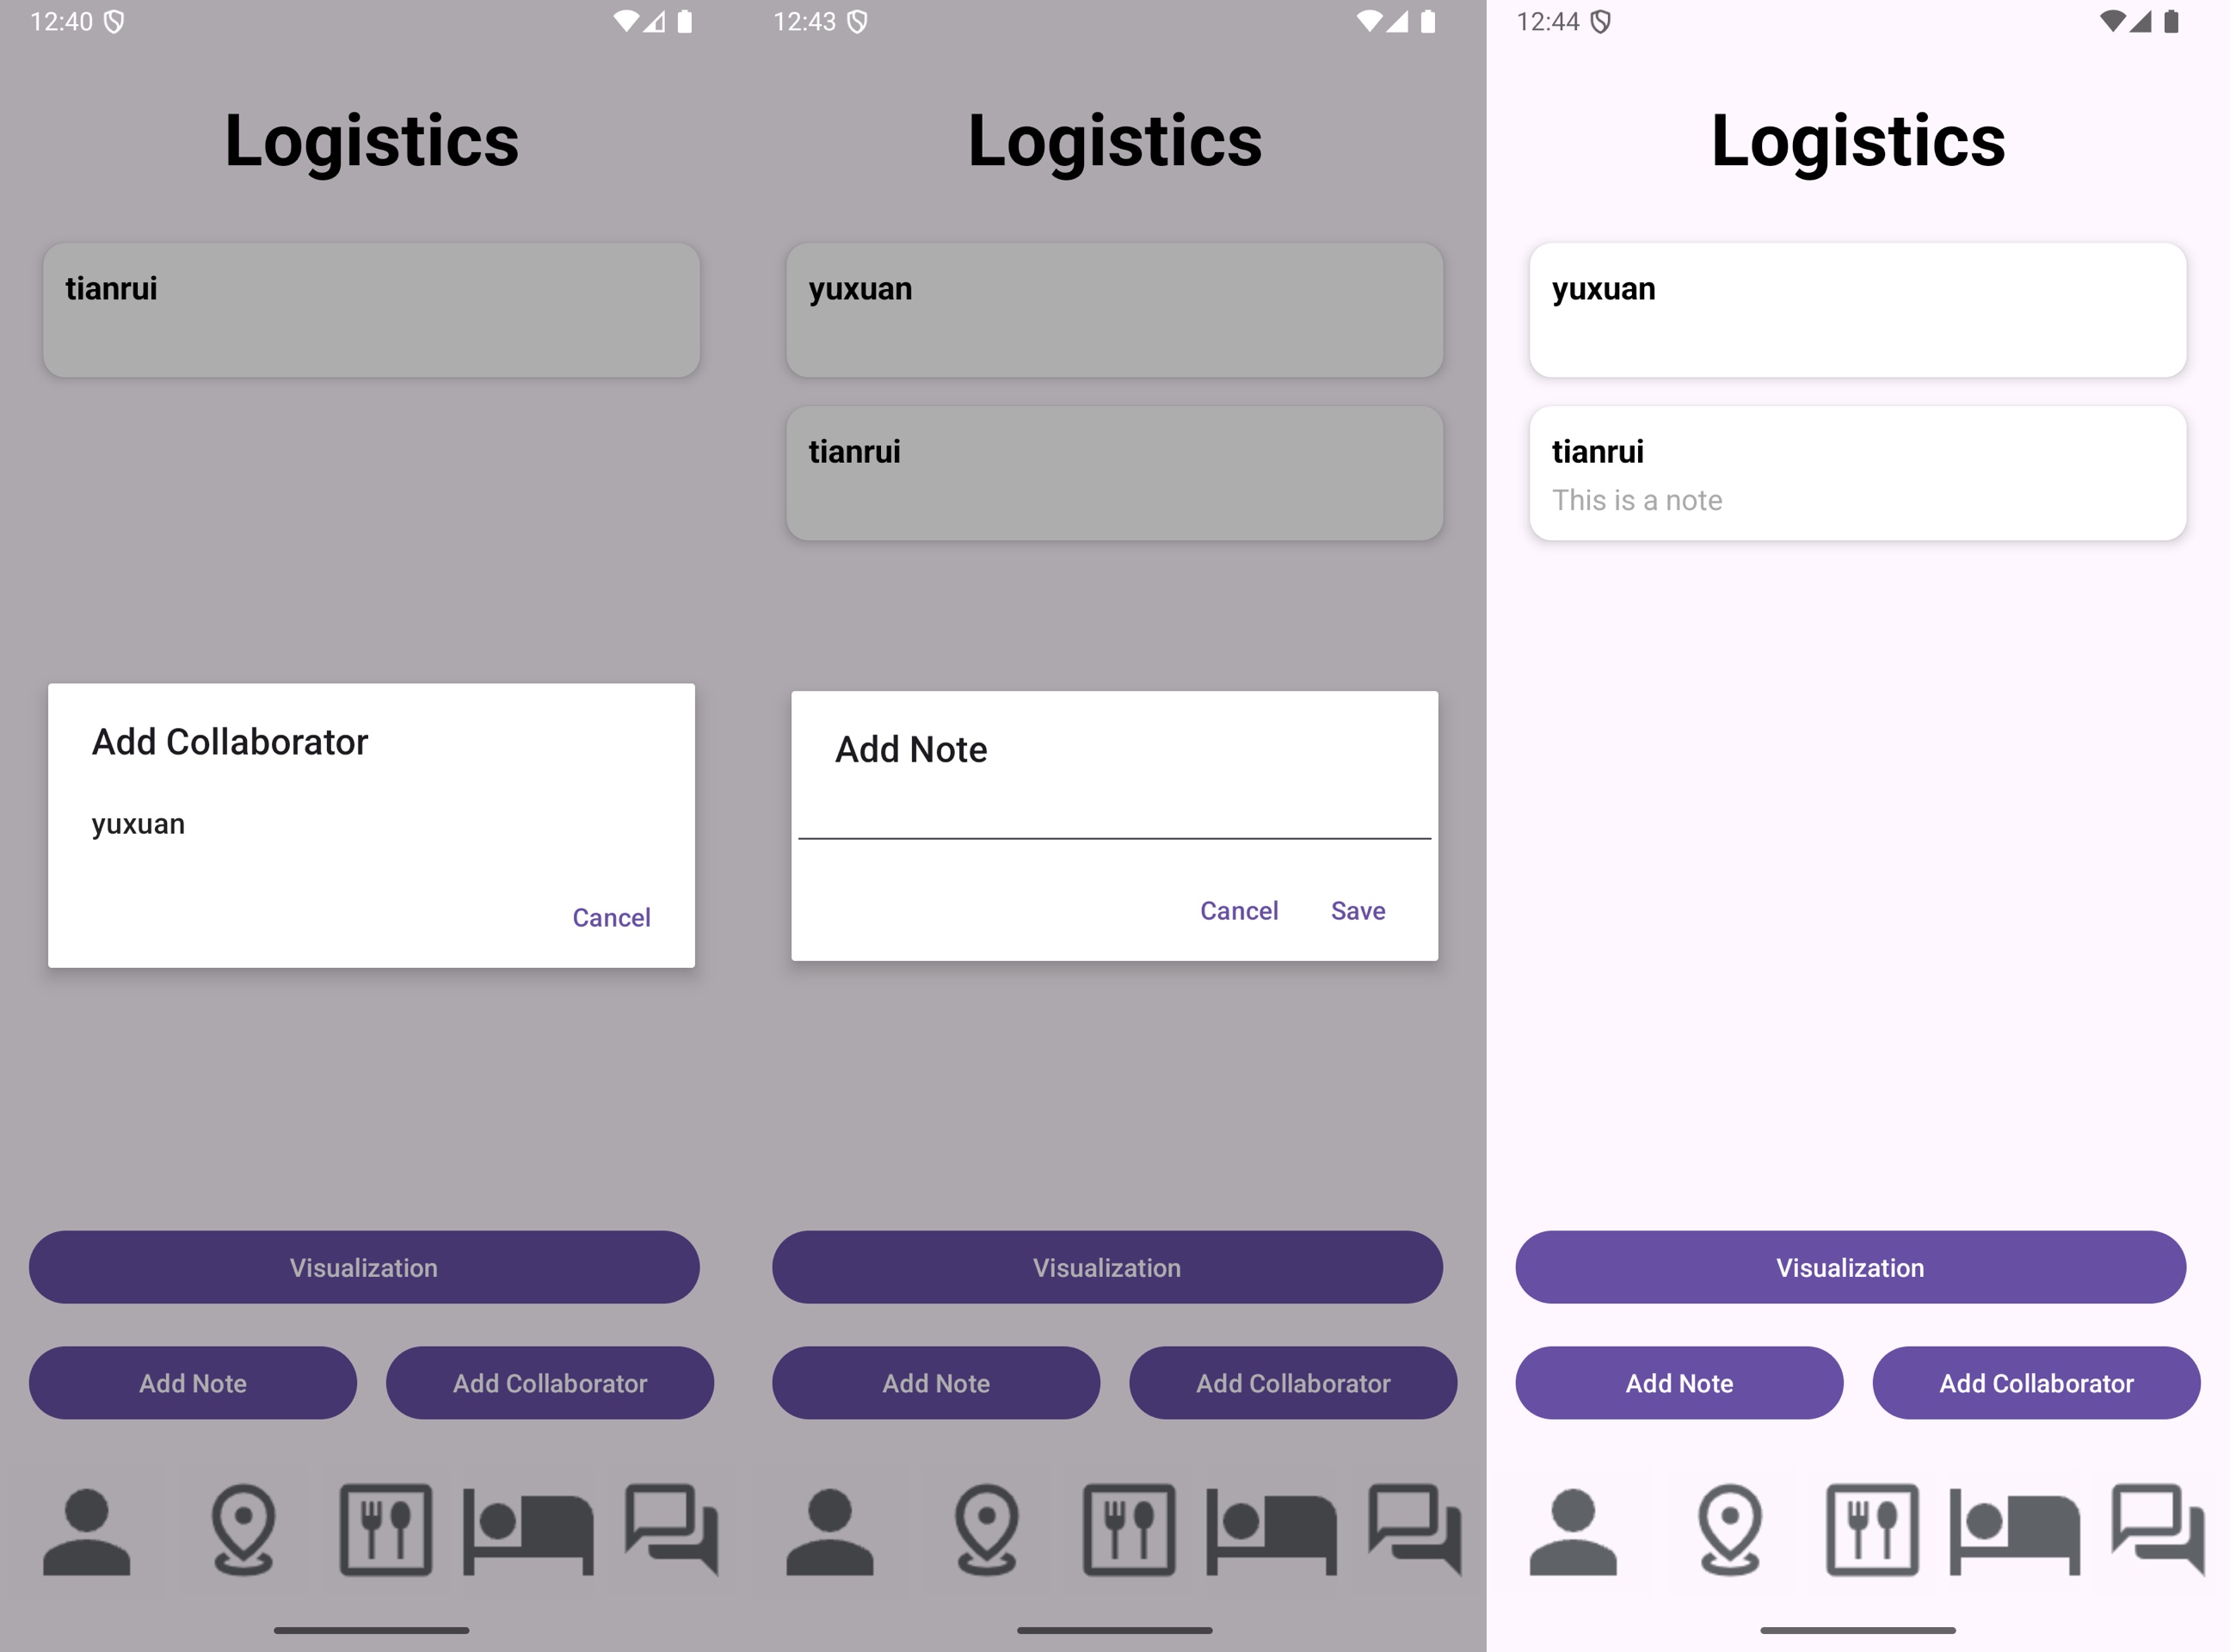 12:40
Logistics
tianrui
Add Collaborator
yuxuan
Cancel
Visualization
Add Note Add Collaborator
12:43
Logistics
yuxuan
tianrui
Add Note
Cancel Save
Visualization
Add Note Add Collaborator
12:44
Logistics
yuxuan
tianrui
This is a note
Visualization
Add Note Add Collaborator